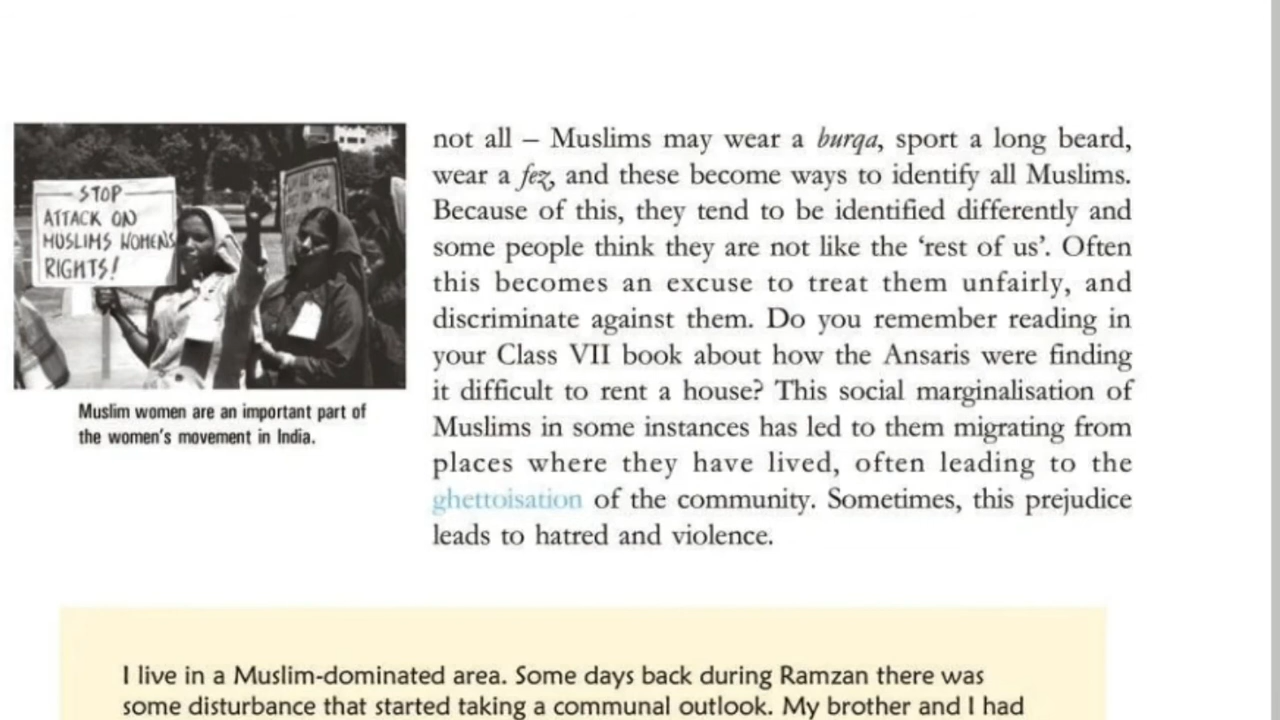 STOP
ATTACK ON
MUSLIMS WOMENS
RIGHTS!
Muslim women are an important part of
the women's movement in India.
not all – Muslims may wear a burqa, sport a long beard,
wear a fez, and these become ways to identify all Muslims.
Because of this, they tend to be identified differently and
some people think they are not like the ‘rest of us’. Often
this becomes an excuse to treat them unfairly, and
discriminate against them. Do you remember reading in
your Class VII book about how the Ansaris were finding
it difficult to rent a house? This social marginalisation of
Muslims in some instances has led to them migrating from
places where they have lived, often leading to the
ghettoisation of the community. Sometimes, this prejudice
leads to hatred and violence.
I live in a Muslim-dominated area. Some days back during Ramzan there was
some disturbance that started taking a communal outlook. My brother and I had